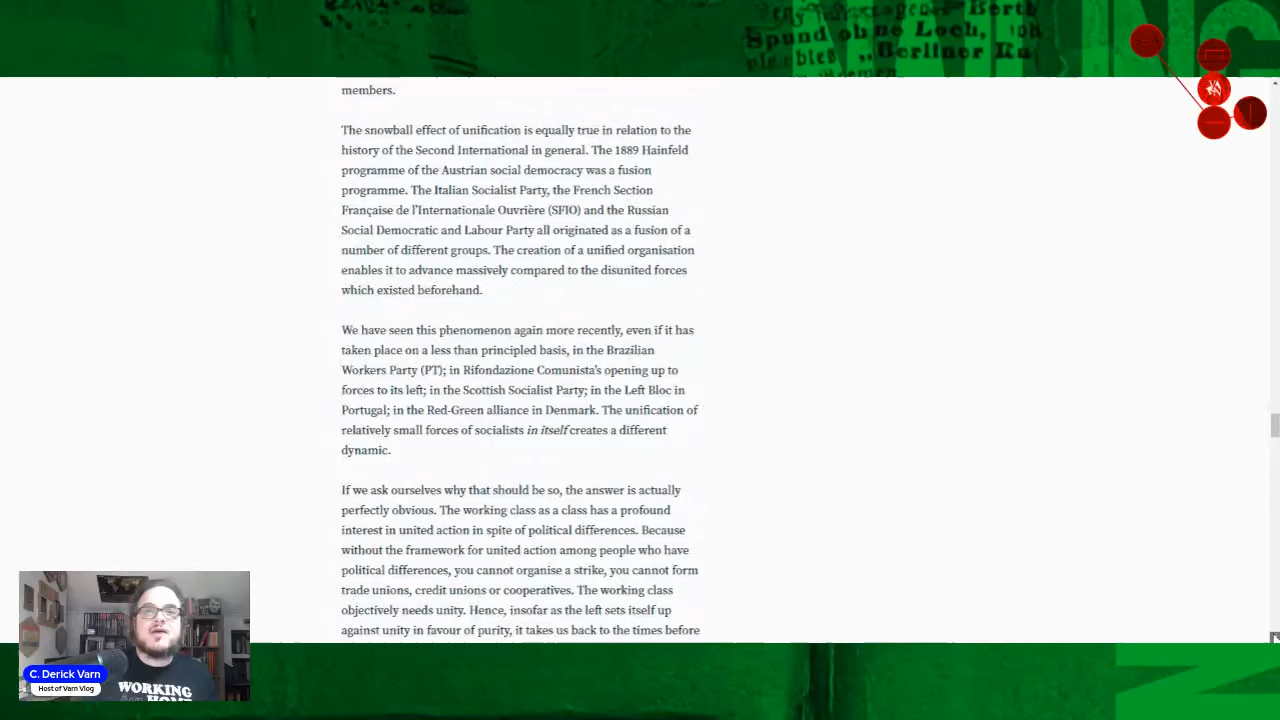 Berth
Spund ohne Loch,
"Berliner
members.
The snowball effect of unification is equally true in relation to the
history of the Second International in general. The 1889 Hainfeld
programme of the Austrian social democracy was a fusion
programme. The Italian Socialist Party, the French Section
Française de l'Internationale Ouvrière (SFIO) and the Russian
Social Democratic and Labour Party all originated as a fusion of a
number of different groups. The creation of a unified organisation
enables it to advance massively compared to the disunited forces
which existed beforehand.
We have seen this phenomenon again more recently, even if it has
taken place on a less than principled basis, in the Brazilian
Workers Party (PT); in Rifondazione Comunista's opening up to
forces to its left; in the Scottish Socialist Party; in the Left Bloc in
Portugal; in the Red-Green alliance in Denmark. The unification of
relatively small forces of socialists in itself creates a different
dynamic.
If we ask ourselves why that should be so, the answer is actually
perfectly obvious. The working class as a class has a profound
interest in united action in spite of political differences. Because
without the framework for united action among people who have
political differences, you cannot organise a strike, you cannot form
trade unions, credit unions or cooperatives. The working class
objectively needs unity. Hence, insofar as the left sets itself up
against unity in favour of purity, it takes us back to the times before
C. Derick Varn
Host of Varn Vlog
WORKING